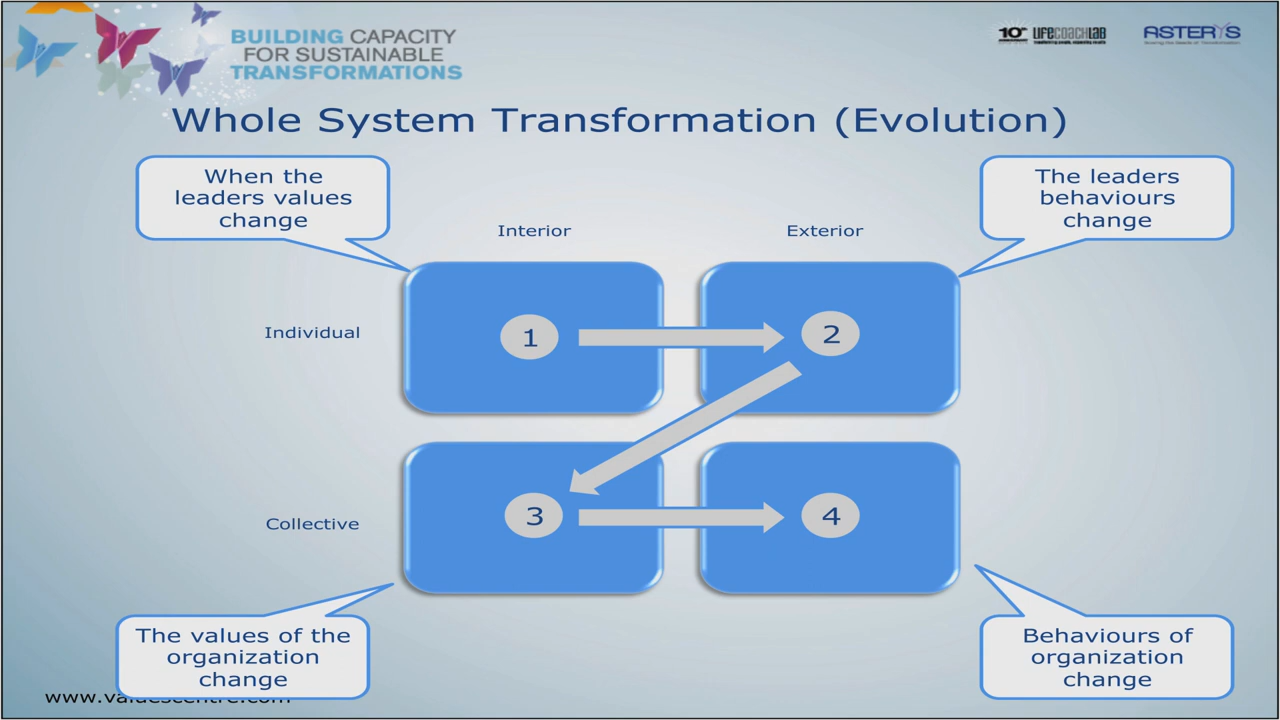 BUILDING CAPACITY
FOR SUSTAINABLE
TRANSFORMATIONS
10
LIFECOACHLAB
ASTERYS
Whole System Transformation (Evolution)
When the
leaders values
change
The leaders
behaviours
change
Interior
Exterior
Individual
1
2
Collective
3
4
The values of the
organization
change
Behaviours of
organization
change
www.valuescentre.com